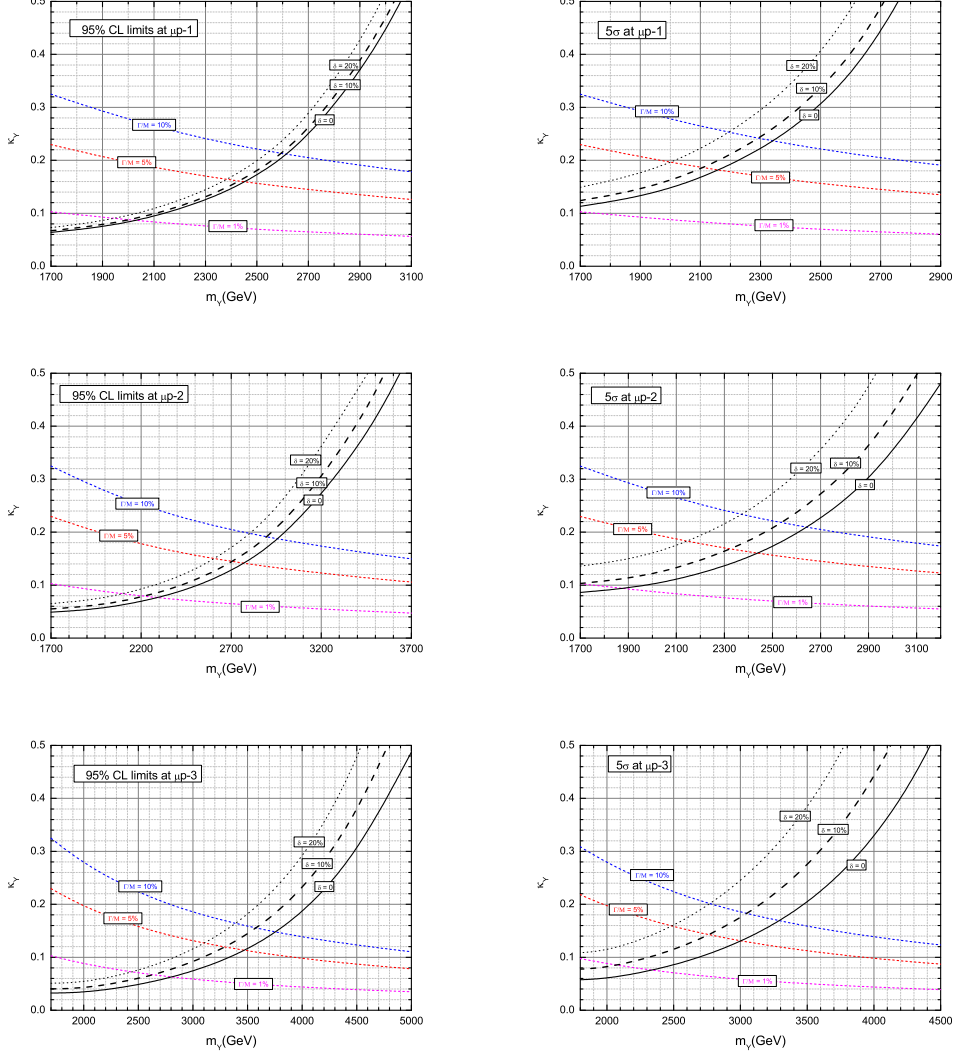 0.5
95% CL limits at μp-1
0.4
δ = 20%
δ = 10%
0.3
δ = 0
Γ/M = 10%
κY
0.2
Γ/M = 5%
0.1
Γ/M = 1%
0.0
1700 1900 2100 2300 2500 2700 2900 3100
mY(GeV)
0.5
5σ at μp-1
0.4
δ = 20%
δ = 10%
0.3
Γ/M = 10%
δ = 0
κY
0.2
Γ/M = 5%
0.1
Γ/M = 1%
0.0
1700 1900 2100 2300 2500 2700 2900
mY(GeV)
0.5
95% CL limits at μp-2
0.4
δ = 20%
0.3
δ = 10%
δ = 0
Γ/M = 10%
κY
0.2
Γ/M = 5%
0.1
Γ/M = 1%
0.0
1700 2200 2700 3200 3700
mY(GeV)
0.5
5σ at μp-2
0.4
δ = 10%
δ = 20%
0.3
δ = 0
Γ/M = 10%
κY
0.2
Γ/M = 5%
0.1
Γ/M = 1%
0.0
1700 1900 2100 2300 2500 2700 2900 3100
mY(GeV)
0.5
95% CL limits at μp-3
0.4
δ = 20%
0.3
δ = 10%
δ = 0
Γ/M = 10%
κY
0.2
Γ/M = 5%
0.1
Γ/M = 1%
0.0
2000 2500 3000 3500 4000 4500 5000
mY(GeV)
0.5
5σ at μp-3
0.4
δ = 20%
δ = 10%
0.3
δ = 0
Γ/M = 10%
κY
0.2
Γ/M = 5%
0.1
Γ/M = 1%
0.0
2000 2500 3000 3500 4000 4500
mY(GeV)